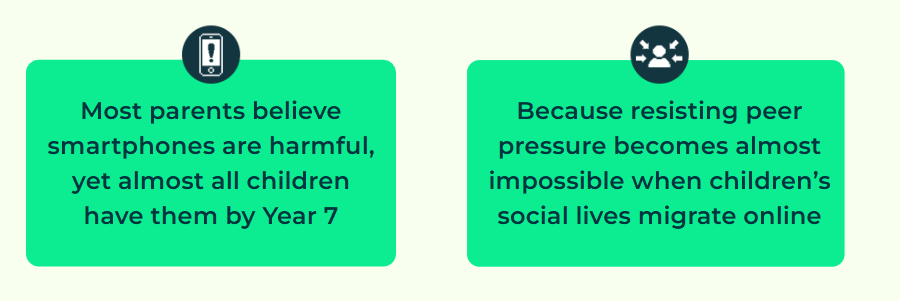 Most parents believe
smartphones are harmful,
yet almost all children
have them by Year 7
Because resisting peer
pressure becomes almost
impossible when children’s
social lives migrate online